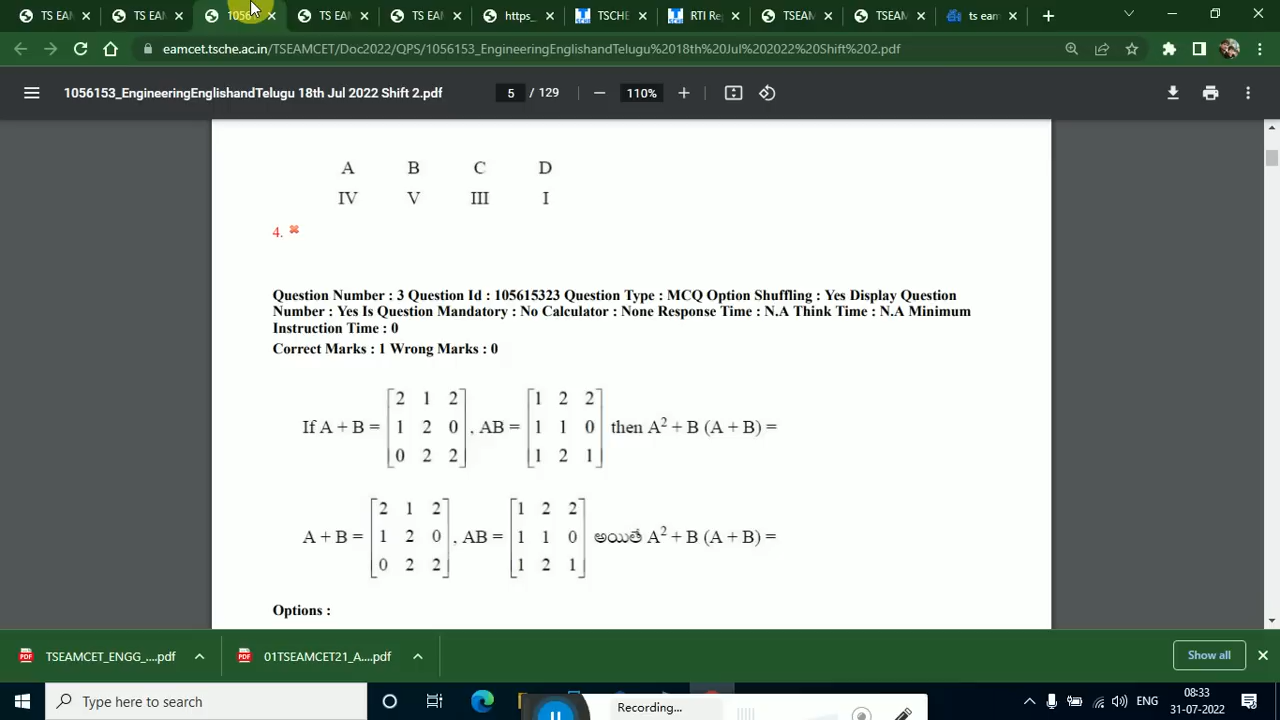 TS EA
TS EAM
1056
TS EA
TS EAM
https_
TSCHE
RTI Re
TSEAM
TSEAM
ts eam
eamcet.tsche.ac.in/TSEAMCET/Doc2022/QPS/1056153_EngineeringEnglishandTelugu%2018th%20Jul%202022%20Shift%202.pdf
1056153_EngineeringEnglishandTelugu 18th Jul 2022 Shift 2.pdf
5 / 129
110%
A B C D
IV V III I
4.
Question Number : 3 Question Id : 105615323 Question Type : MCQ Option Shuffling : Yes Display Question
Number : Yes Is Question Mandatory : No Calculator : None Response Time : N.A Think Time : N.A Minimum
Instruction Time : 0
Correct Marks : 1 Wrong Marks : 0
2 1 2 1 2 2
If A + B = 1 2 0 , AB = 1 1 0 then A² + B (A + B) =
0 2 2 1 2 1
2 1 2 1 2 2
A + B = 1 2 0 , AB = 1 1 0 అయితే A² + B (A + B) =
0 2 2 1 2 1
Options :
TSEAMCET_ENGG_....pdf
01TSEAMCET21_A....pdf
Show all
Type here to search
Recording...
ENG
08:33
31-07-2022